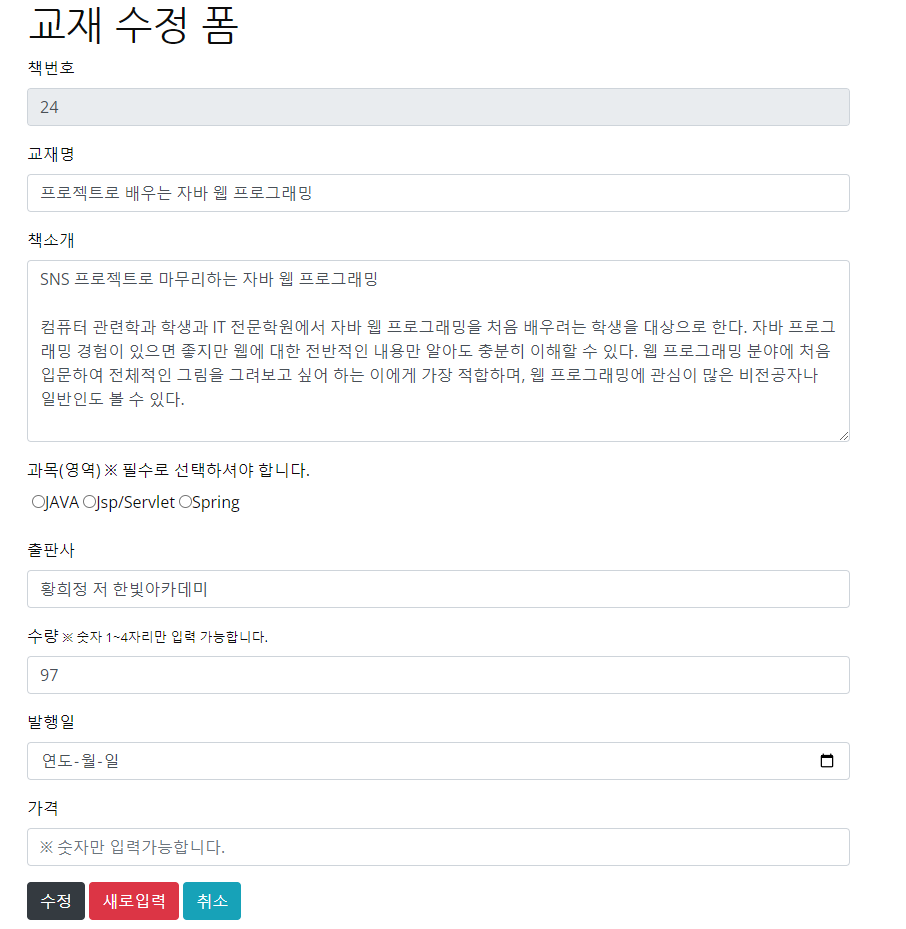 교재 수정 폼
책번호
24
교재명
프로젝트로 배우는 자바 웹 프로그래밍
책소개
SNS 프로젝트로 마무리하는 자바 웹 프로그래밍
컴퓨터 관련학과 학생과 IT 전문학원에서 자바 웹 프로그래밍을 처음 배우려는 학생을 대상으로 한다. 자바 프로그
래밍 경험이 있으면 좋지만 웹에 대한 전반적인 내용만 알아도 충분히 이해할 수 있다. 웹 프로그래밍 분야에 처음
입문하여 전체적인 그림을 그려보고 싶어 하는 이에게 가장 적합하며, 웹 프로그래밍에 관심이 많은 비전공자나
일반인도 볼 수 있다.
과목(영역) ※ 필수로 선택하셔야 합니다.
JAVA Jsp/Servlet Spring
출판사
황희정 저 한빛아카데미
수량 ※ 숫자 1~4자리만 입력 가능합니다.
97
발행일
연도-월-일
가격
※ 숫자만 입력가능합니다.
수정 새로입력 취소